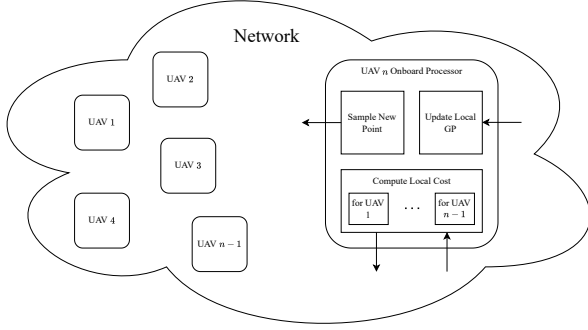 Network
UAV 1
UAV 2
UAV 3
UAV 4
UAV n − 1
UAV n Onboard Processor
Sample New
Point
Update Local
GP
Compute Local Cost
for UAV
1
. . .
for UAV
n − 1